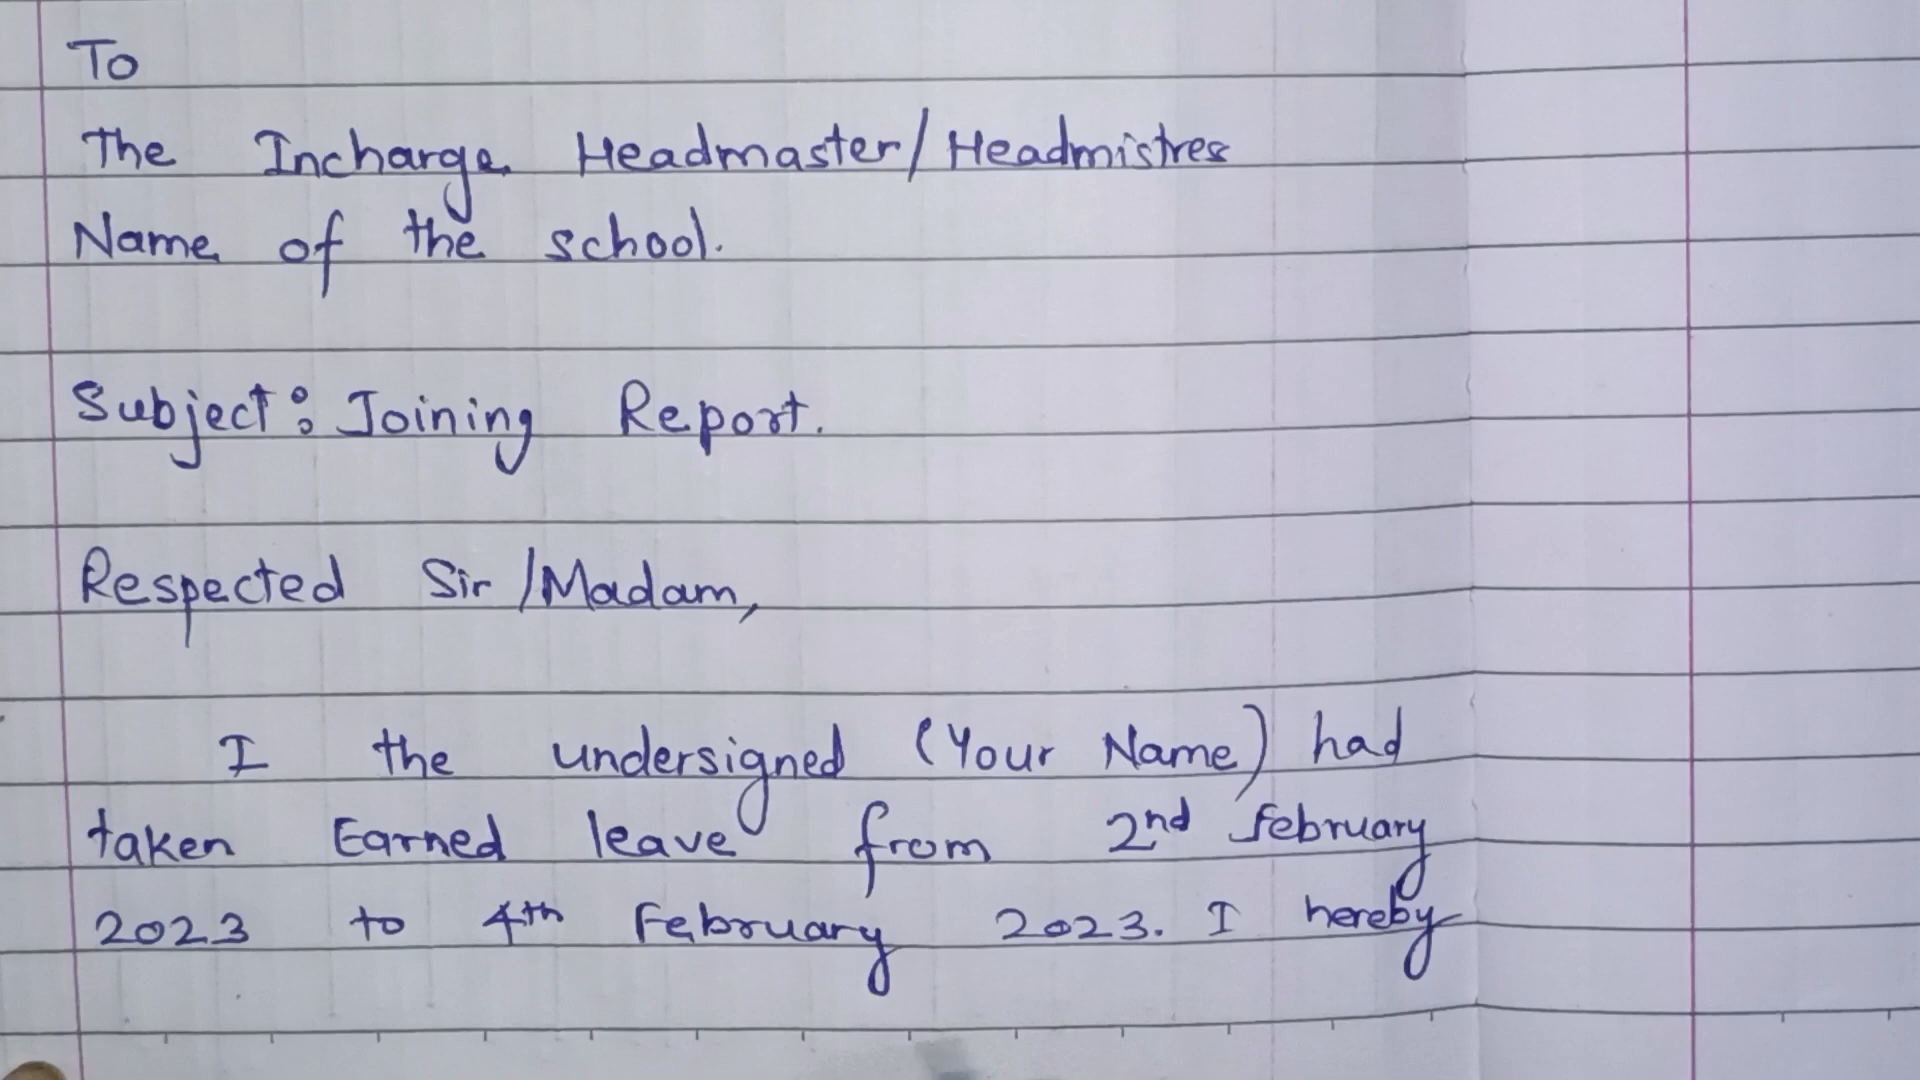 To
The Incharge Headmaster/Headmistres
Name of the school.
Subject: Joining Report.
Respected Sir/Madam,
I the undersigned (Your Name) had
taken Earned leave from 2nd february
2023 to 4th February 2023. I hereby